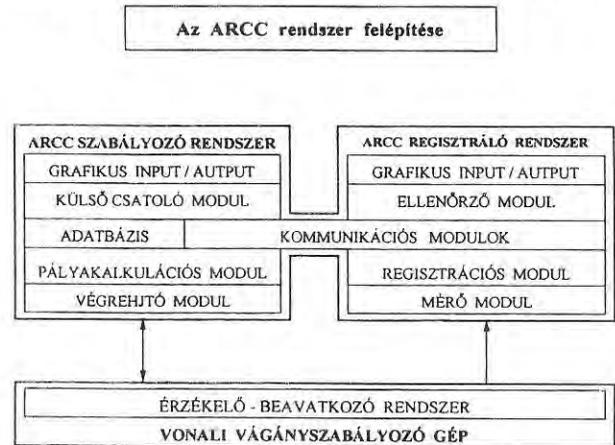 Az ARCC rendszer felépítése
ARCC SZABÁLYOZÓ RENDSZER
GRAFIKUS INPUT / AUTPUT
KÜLSŐ CSATOLÓ MODUL
ADATBÁZIS
PÁLYAKALKULÁCIÓS MODUL
VÉGREHJTÓ MODUL
ARCC REGISZTRÁLÓ RENDSZER
GRAFIKUS INPUT / AUTPUT
ELLENŐRZŐ MODUL
KOMMUNIKÁCIÓS MODULOK
REGISZTRÁCIÓS MODUL
MÉRŐ MODUL
ÉRZÉKELŐ - BEAVATKOZÓ RENDSZER
VONALI VÁGÁNYSZABÁLYOZÓ GÉP